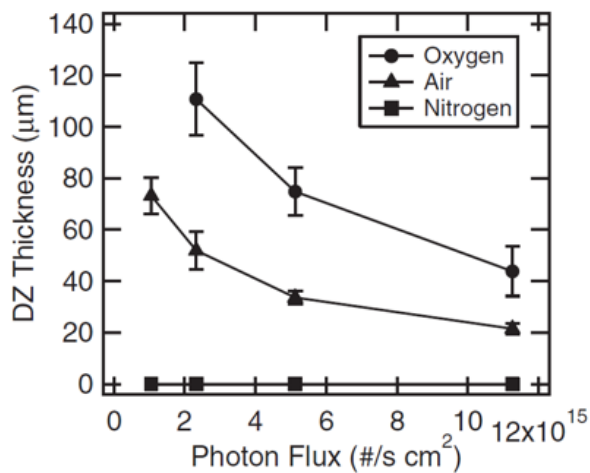 140
120
100
80
60
40
20
0
DZ Thickness (μm)
Oxygen
Air
Nitrogen
0 2 4 6 8 10 12x10¹⁵
Photon Flux (#/s cm²)